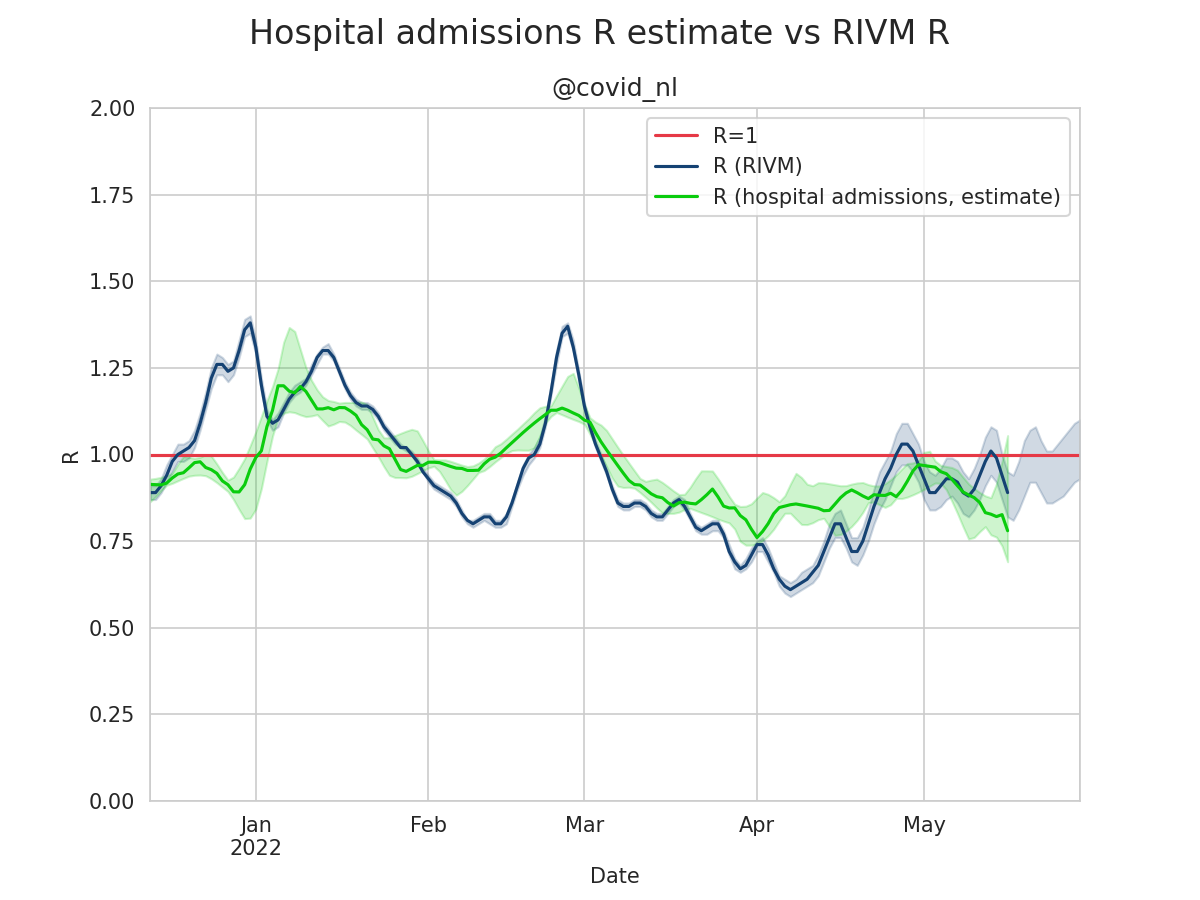 Hospital admissions R estimate vs RIVM R
@covid_nl
R=1
R (RIVM)
R (hospital admissions, estimate)
2.00
1.75
1.50
1.25
1.00
0.75
0.50
0.25
0.00
R
Jan Feb Mar Apr May
2022
Date